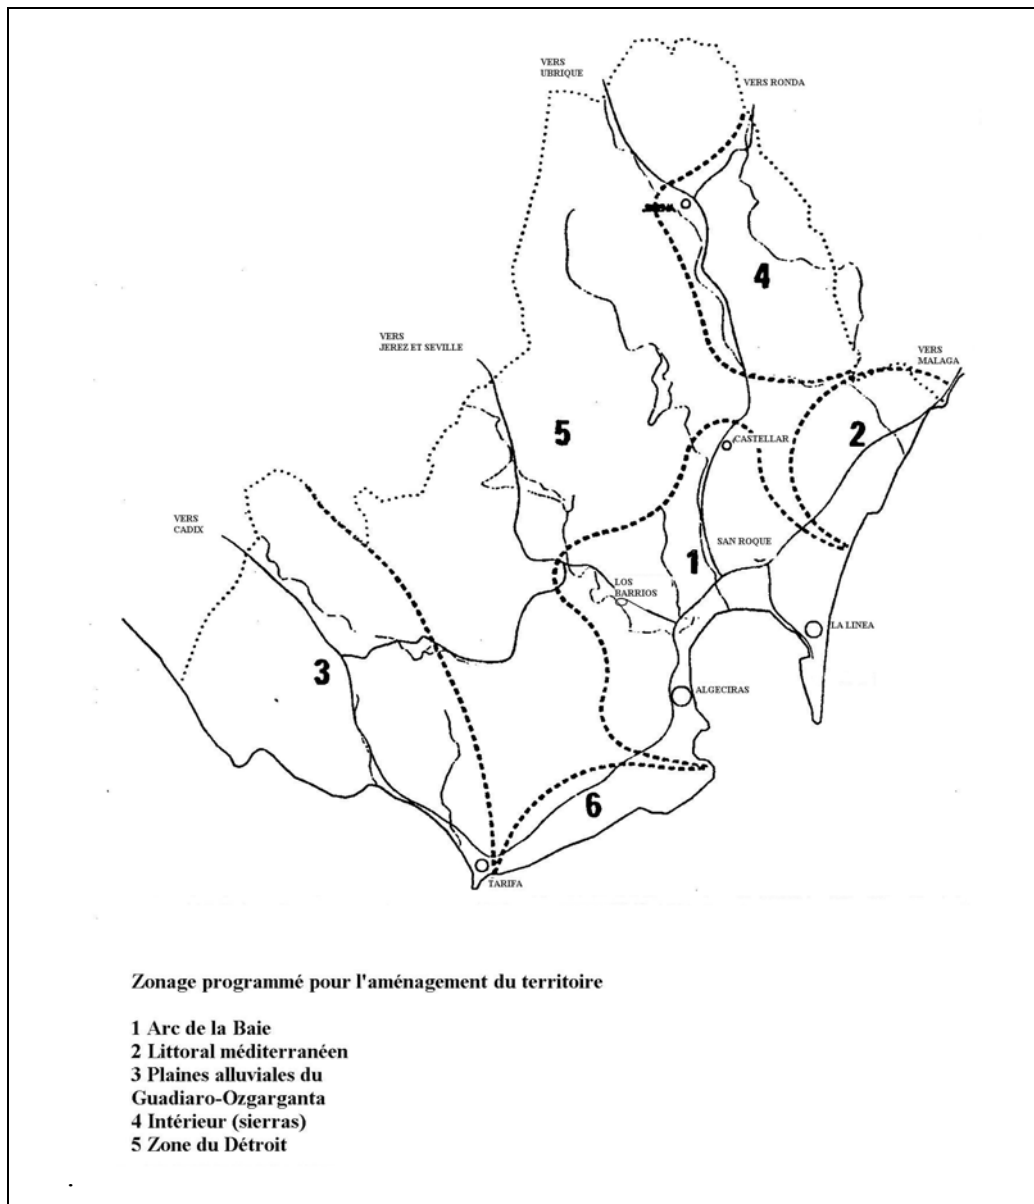 VERS
UBRIQUE
VERS RONDA
4
VERS
JEREZ ET SEVILLE
VERS
MALAGA
5
2
CASTELLAR
VERS
CADIX
SAN ROQUE
1
LOS
BARRIOS
LA LINEA
3
ALGECIRAS
6
TARIFA
Zonage programmé pour l'aménagement du territoire
1 Arc de la Baie
2 Littoral méditerranéen
3 Plaines alluviales du
Guadiaro-Ozgarganta
4 Intérieur (sierras)
5 Zone du Détroit